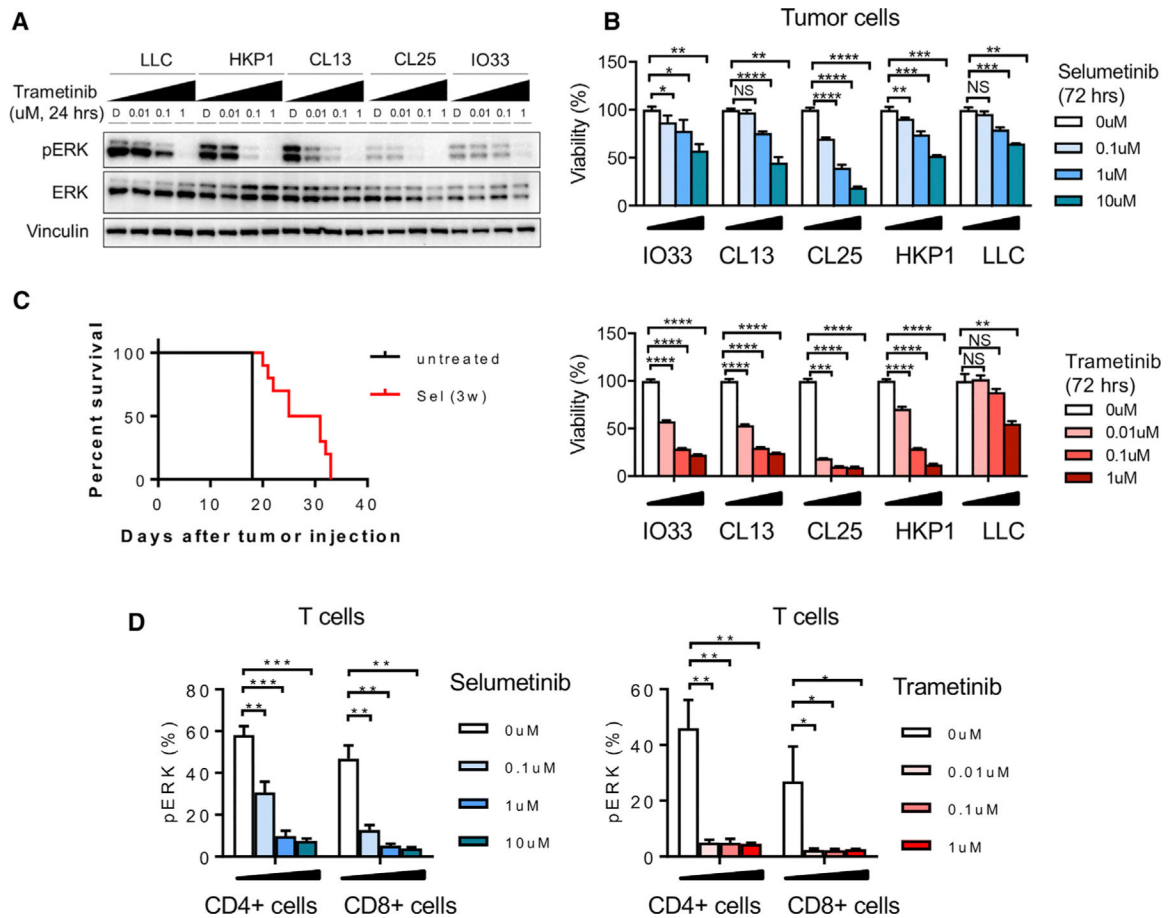 A
LLC HKP1 CL13 CL25 IO33
Trametinib
(uM, 24 hrs)
D 0.01 0.1 1 D 0.01 0.1 1 D 0.01 0.1 1 D 0.01 0.1 1 D 0.01 0.1 1
pERK
ERK
Vinculin
B
Tumor cells
Viability (%)
150
100
50
0
** * *
** **** NS
**** **** ****
*** *** **
** *** NS
IO33 CL13 CL25 HKP1 LLC
Selumetinib
(72 hrs)
0uM
0.1uM
1uM
10uM
C
Percent survival
100
50
0
0 10 20 30 40
Days after tumor injection
untreated
Sel (3w)
Viability (%)
150
100
50
0
**** **** ****
**** **** ****
**** **** ***
**** **** ****
** NS NS
IO33 CL13 CL25 HKP1 LLC
Trametinib
(72 hrs)
0uM
0.01uM
0.1uM
1uM
D
T cells
pERK (%)
80
60
40
20
0
*** *** **
** ** **
CD4+ cells CD8+ cells
Selumetinib
0uM
0.1uM
1uM
10uM
T cells
pERK (%)
60
40
20
0
** ** **
* * *
CD4+ cells CD8+ cells
Trametinib
0uM
0.01uM
0.1uM
1uM